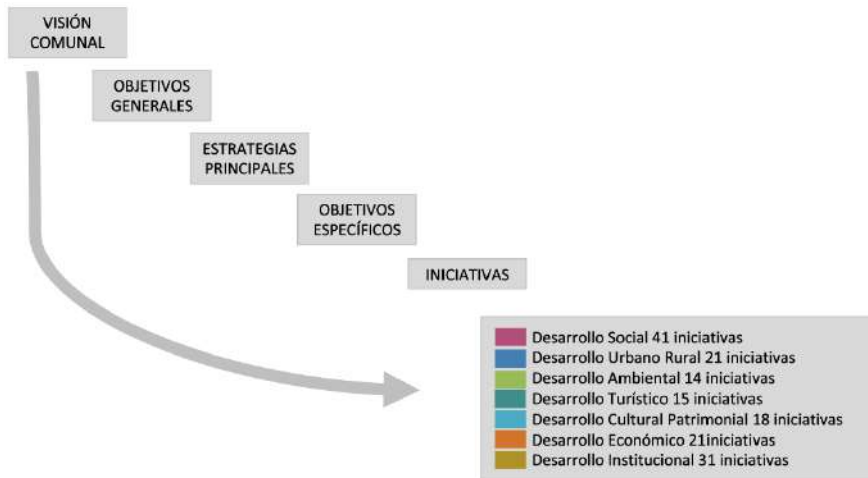 VISIÓN
COMUNAL
OBJETIVOS
GENERALES
ESTRATEGIAS
PRINCIPALES
OBJETIVOS
ESPECÍFICOS
INICIATIVAS
Desarrollo Social 41 iniciativas
Desarrollo Urbano Rural 21 iniciativas
Desarrollo Ambiental 14 iniciativas
Desarrollo Turístico 15 iniciativas
Desarrollo Cultural Patrimonial 18 iniciativas
Desarrollo Económico 21iniciativas
Desarrollo Institucional 31 iniciativas